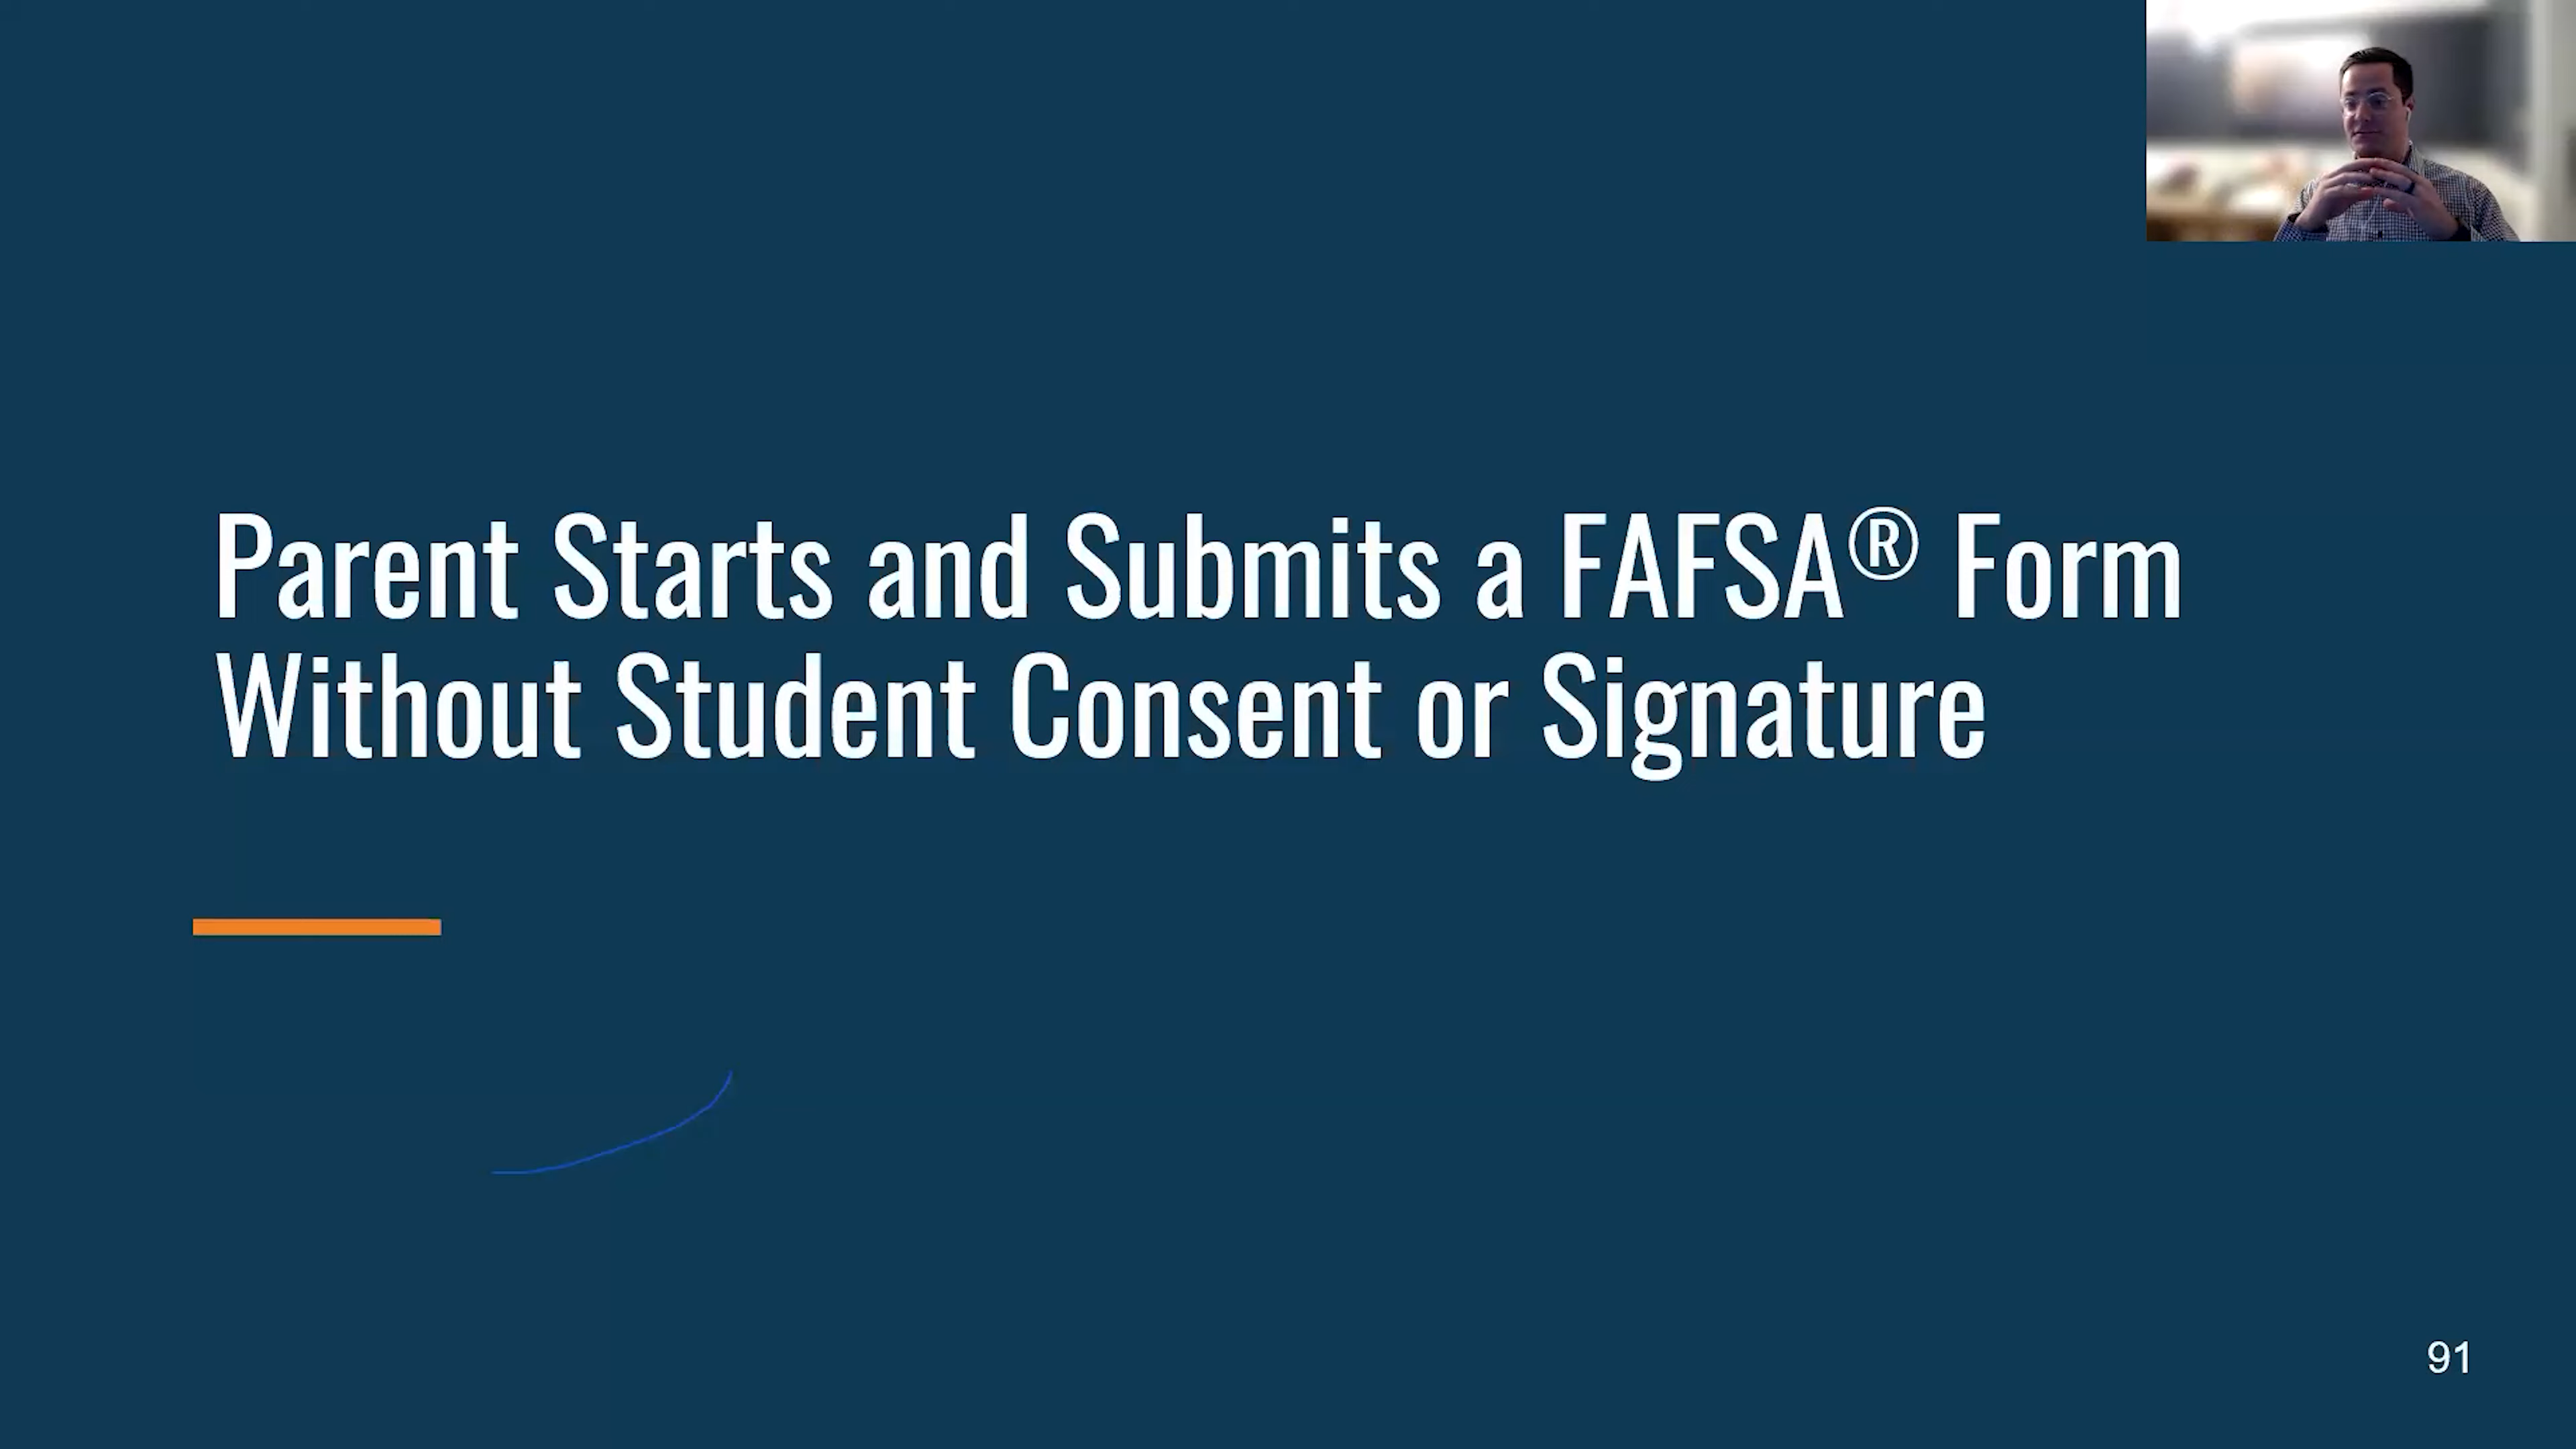 Parent Starts and Submits a FAFSA® Form
Without Student Consent or Signature
91